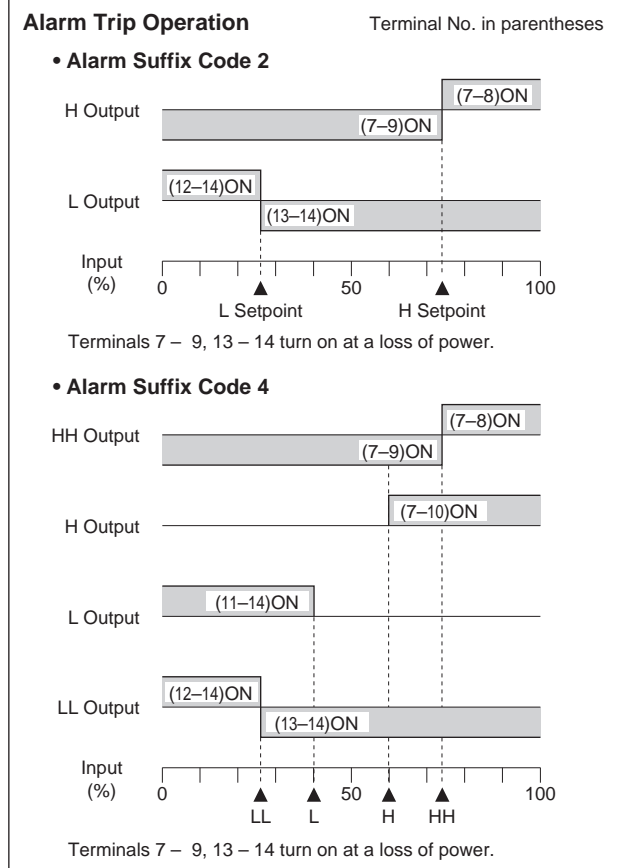 Alarm Trip Operation Terminal No. in parentheses
• Alarm Suffix Code 2
H Output
(7–8)ON
(7–9)ON
L Output
(12–14)ON
(13–14)ON
Input
(%)
0 50 100
L Setpoint H Setpoint
Terminals 7 – 9, 13 – 14 turn on at a loss of power.
• Alarm Suffix Code 4
HH Output
(7–8)ON
(7–9)ON
H Output
(7–10)ON
L Output
(11–14)ON
LL Output
(12–14)ON
(13–14)ON
Input
(%)
0 50 100
LL L H HH
Terminals 7 – 9, 13 – 14 turn on at a loss of power.